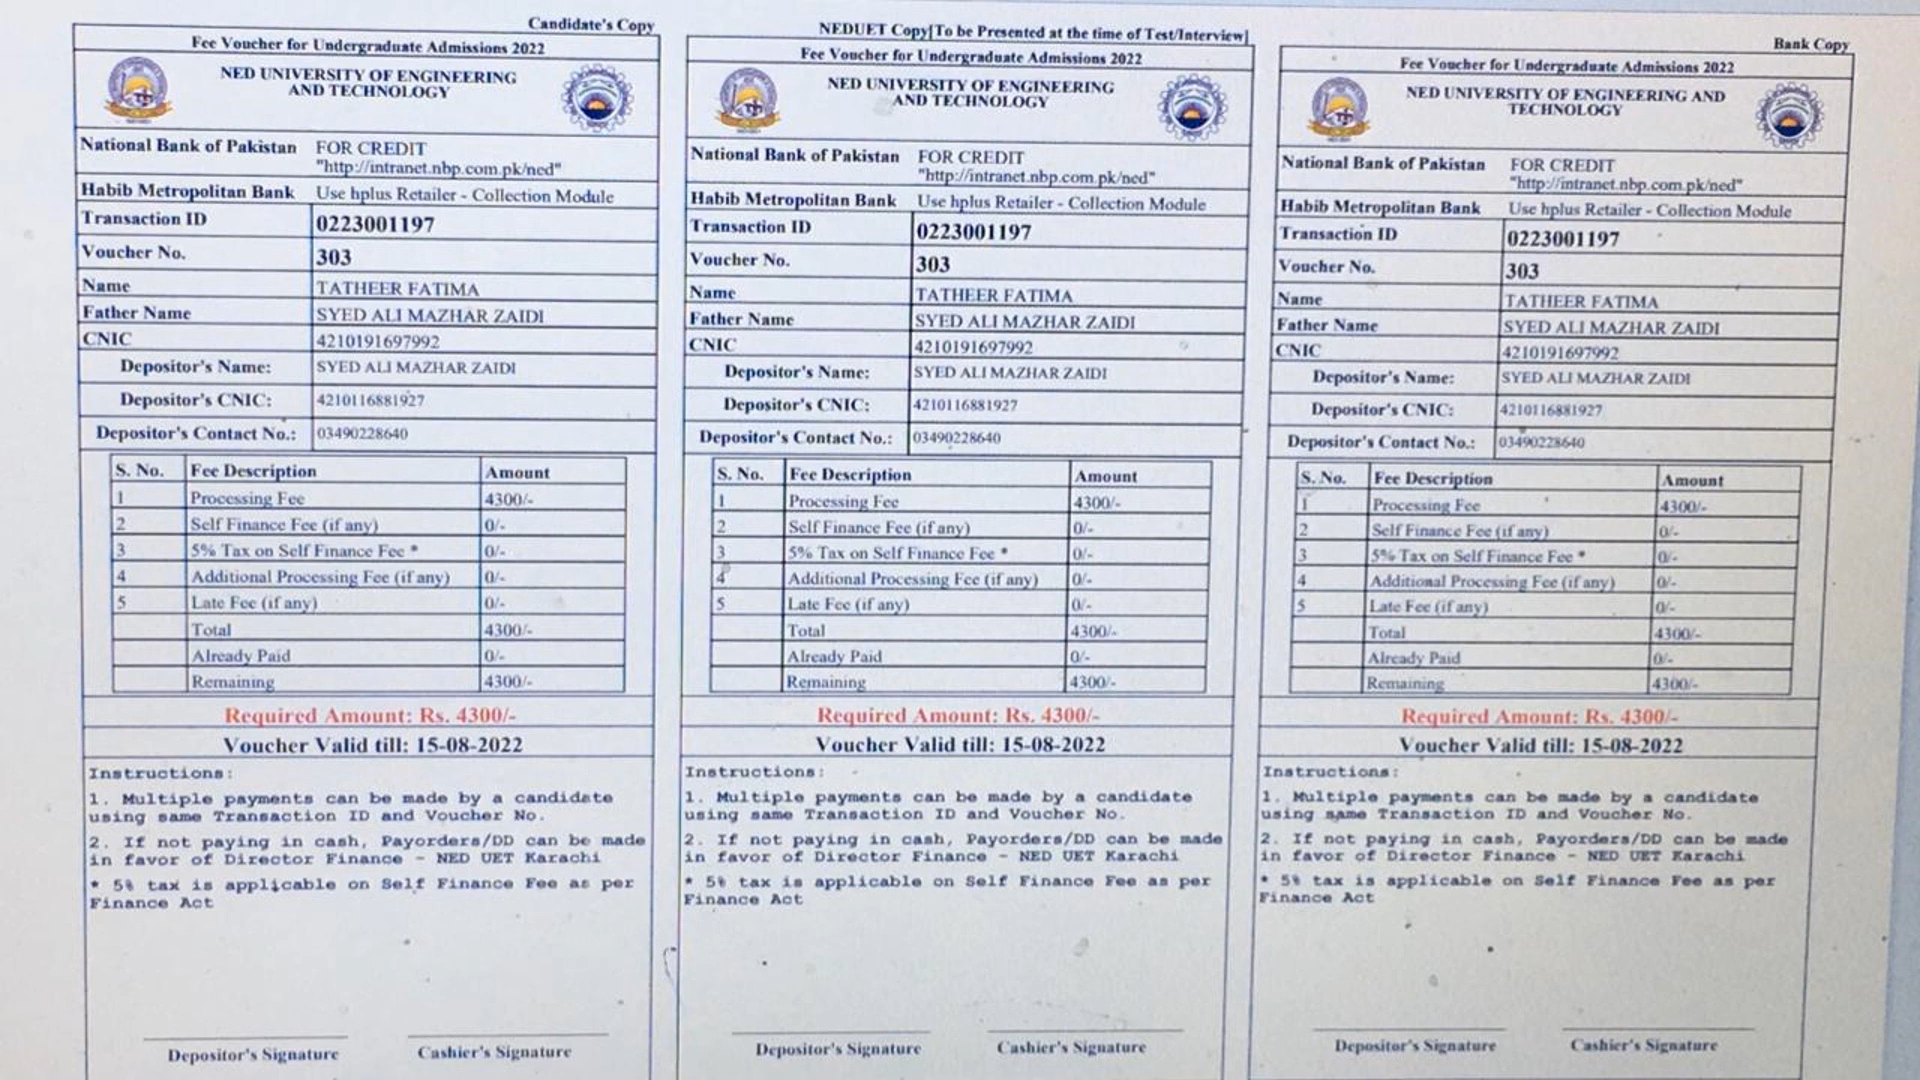 Candidate's Copy
Fee Voucher for Undergraduate Admissions 2022
NED UNIVERSITY OF ENGINEERING
AND TECHNOLOGY
National Bank of Pakistan FOR CREDIT
"http://intranet.nbp.com.pk/ned"
Habib Metropolitan Bank Use hplus Retailer - Collection Module
Transaction ID 0223001197
Voucher No. 303
Name TATHEER FATIMA
Father Name SYED ALI MAZHAR ZAIDI
CNIC 4210191697992
Depositor's Name: SYED ALI MAZHAR ZAIDI
Depositor's CNIC: 4210116881927
Depositor's Contact No.: 03490228640
S. No. Fee Description Amount
1 Processing Fee 4300/-
2 Self Finance Fee (if any) 0/-
3 5% Tax on Self Finance Fee * 0/-
4 Additional Processing Fee (if any) 0/-
5 Late Fee (if any) 0/-
Total 4300/-
Already Paid 0/-
Remaining 4300/-
Required Amount: Rs. 4300/-
Voucher Valid till: 15-08-2022
Instructions:
1. Multiple payments can be made by a candidate
using same Transaction ID and Voucher No.
2. If not paying in cash, Payorders/DD can be made
in favor of Director Finance - NED UET Karachi
* 5% tax is applicable on Self Finance Fee as per
Finance Act
Depositor's Signature Cashier's Signature
NEDUET Copy[To be Presented at the time of Test/Interview]
Fee Voucher for Undergraduate Admissions 2022
NED UNIVERSITY OF ENGINEERING
AND TECHNOLOGY
National Bank of Pakistan FOR CREDIT
"http://intranet.nbp.com.pk/ned"
Habib Metropolitan Bank Use hplus Retailer - Collection Module
Transaction ID 0223001197
Voucher No. 303
Name TATHEER FATIMA
Father Name SYED ALI MAZHAR ZAIDI
CNIC 4210191697992
Depositor's Name: SYED ALI MAZHAR ZAIDI
Depositor's CNIC: 4210116881927
Depositor's Contact No.: 03490228640
S. No. Fee Description Amount
1 Processing Fee 4300/-
2 Self Finance Fee (if any) 0/-
3 5% Tax on Self Finance Fee * 0/-
4 Additional Processing Fee (if any) 0/-
5 Late Fee (if any) 0/-
Total 4300/-
Already Paid 0/-
Remaining 4300/-
Required Amount: Rs. 4300/-
Voucher Valid till: 15-08-2022
Instructions:
1. Multiple payments can be made by a candidate
using same Transaction ID and Voucher No.
2. If not paying in cash, Payorders/DD can be made
in favor of Director Finance - NED UET Karachi
* 5% tax is applicable on Self Finance Fee as per
Finance Act
Depositor's Signature Cashier's Signature
Bank Copy
Fee Voucher for Undergraduate Admissions 2022
NED UNIVERSITY OF ENGINEERING AND
TECHNOLOGY
National Bank of Pakistan FOR CREDIT
"http://intranet.nbp.com.pk/ned"
Habib Metropolitan Bank Use hplus Retailer - Collection Module
Transaction ID 0223001197
Voucher No. 303
Name TATHEER FATIMA
Father Name SYED ALI MAZHAR ZAIDI
CNIC 4210191697992
Depositor's Name: SYED ALI MAZHAR ZAIDI
Depositor's CNIC: 4210116881927
Depositor's Contact No.: 03490228640
S. No. Fee Description Amount
1 Processing Fee 4300/-
2 Self Finance Fee (if any) 0/-
3 5% Tax on Self Finance Fee * 0/-
4 Additional Processing Fee (if any) 0/-
5 Late Fee (if any) 0/-
Total 4300/-
Already Paid 0/-
Remaining 4300/-
Required Amount: Rs. 4300/-
Voucher Valid till: 15-08-2022
Instructions:
1. Multiple payments can be made by a candidate
using same Transaction ID and Voucher No.
2. If not paying in cash, Payorders/DD can be made
in favor of Director Finance - NED UET Karachi
* 5% tax is applicable on Self Finance Fee as per
Finance Act
Depositor's Signature Cashier's Signature